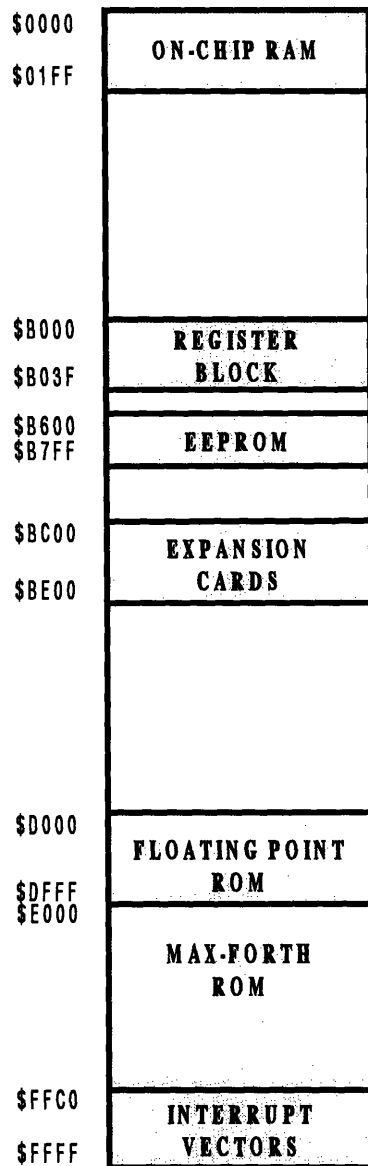 $0000
ON-CHIP RAM
$01FF
$B000
REGISTER
BLOCK
$B03F
$B600
EEPROM
$B7FF
$BC00
EXPANSION
CARDS
$BE00
$D000
FLOATING POINT
ROM
$DFFF
$E000
MAX-FORTH
ROM
$FFC0
INTERRUPT
VECTORS
$FFFF